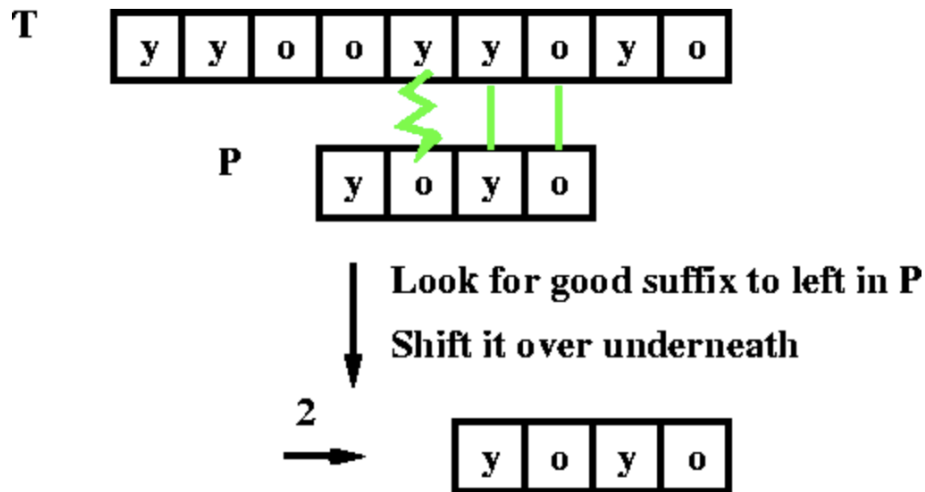 T y y o o y y o y o
P y o y o
Look for good suffix to left in P
Shift it over underneath
2
y o y o